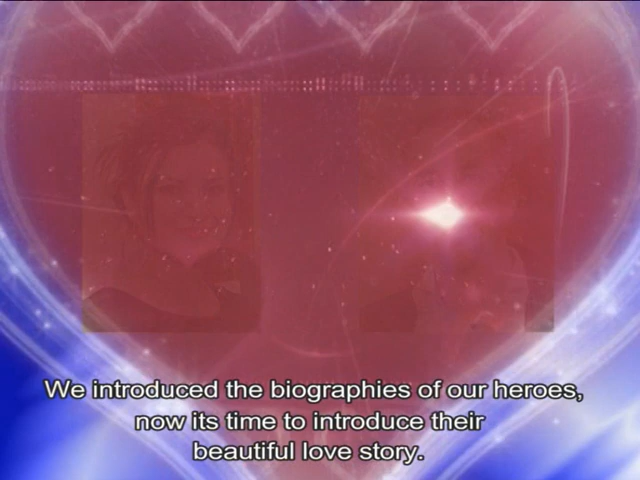 We introduced the biographies of our heroes,
now its time to introduce their
beautiful love story.